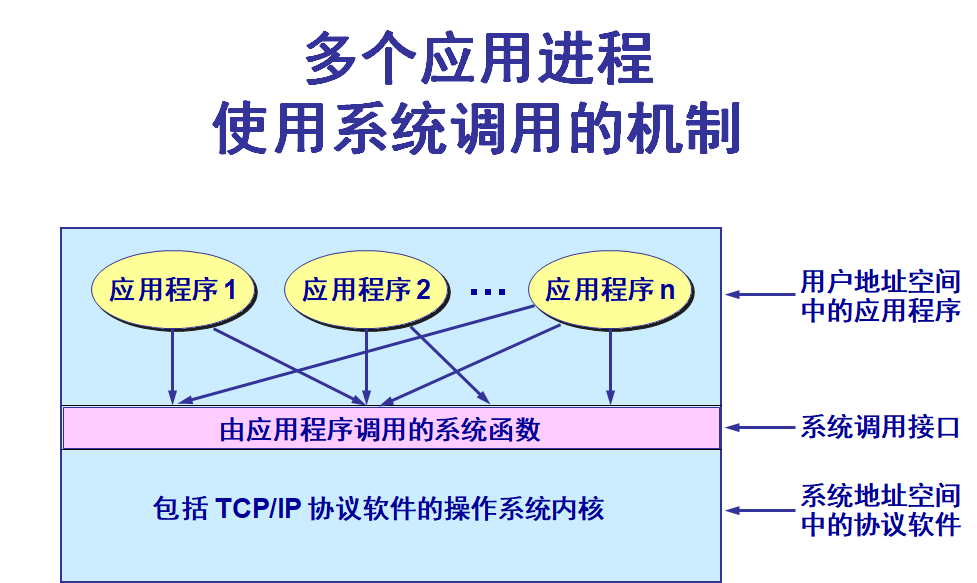 多个应用进程
使用系统调用的机制
应用程序 1
应用程序 2
…
应用程序 n
用户地址空间
中的应用程序
由应用程序调用的系统函数
系统调用接口
包括 TCP/IP 协议软件的操作系统内核
系统地址空间
中的协议软件